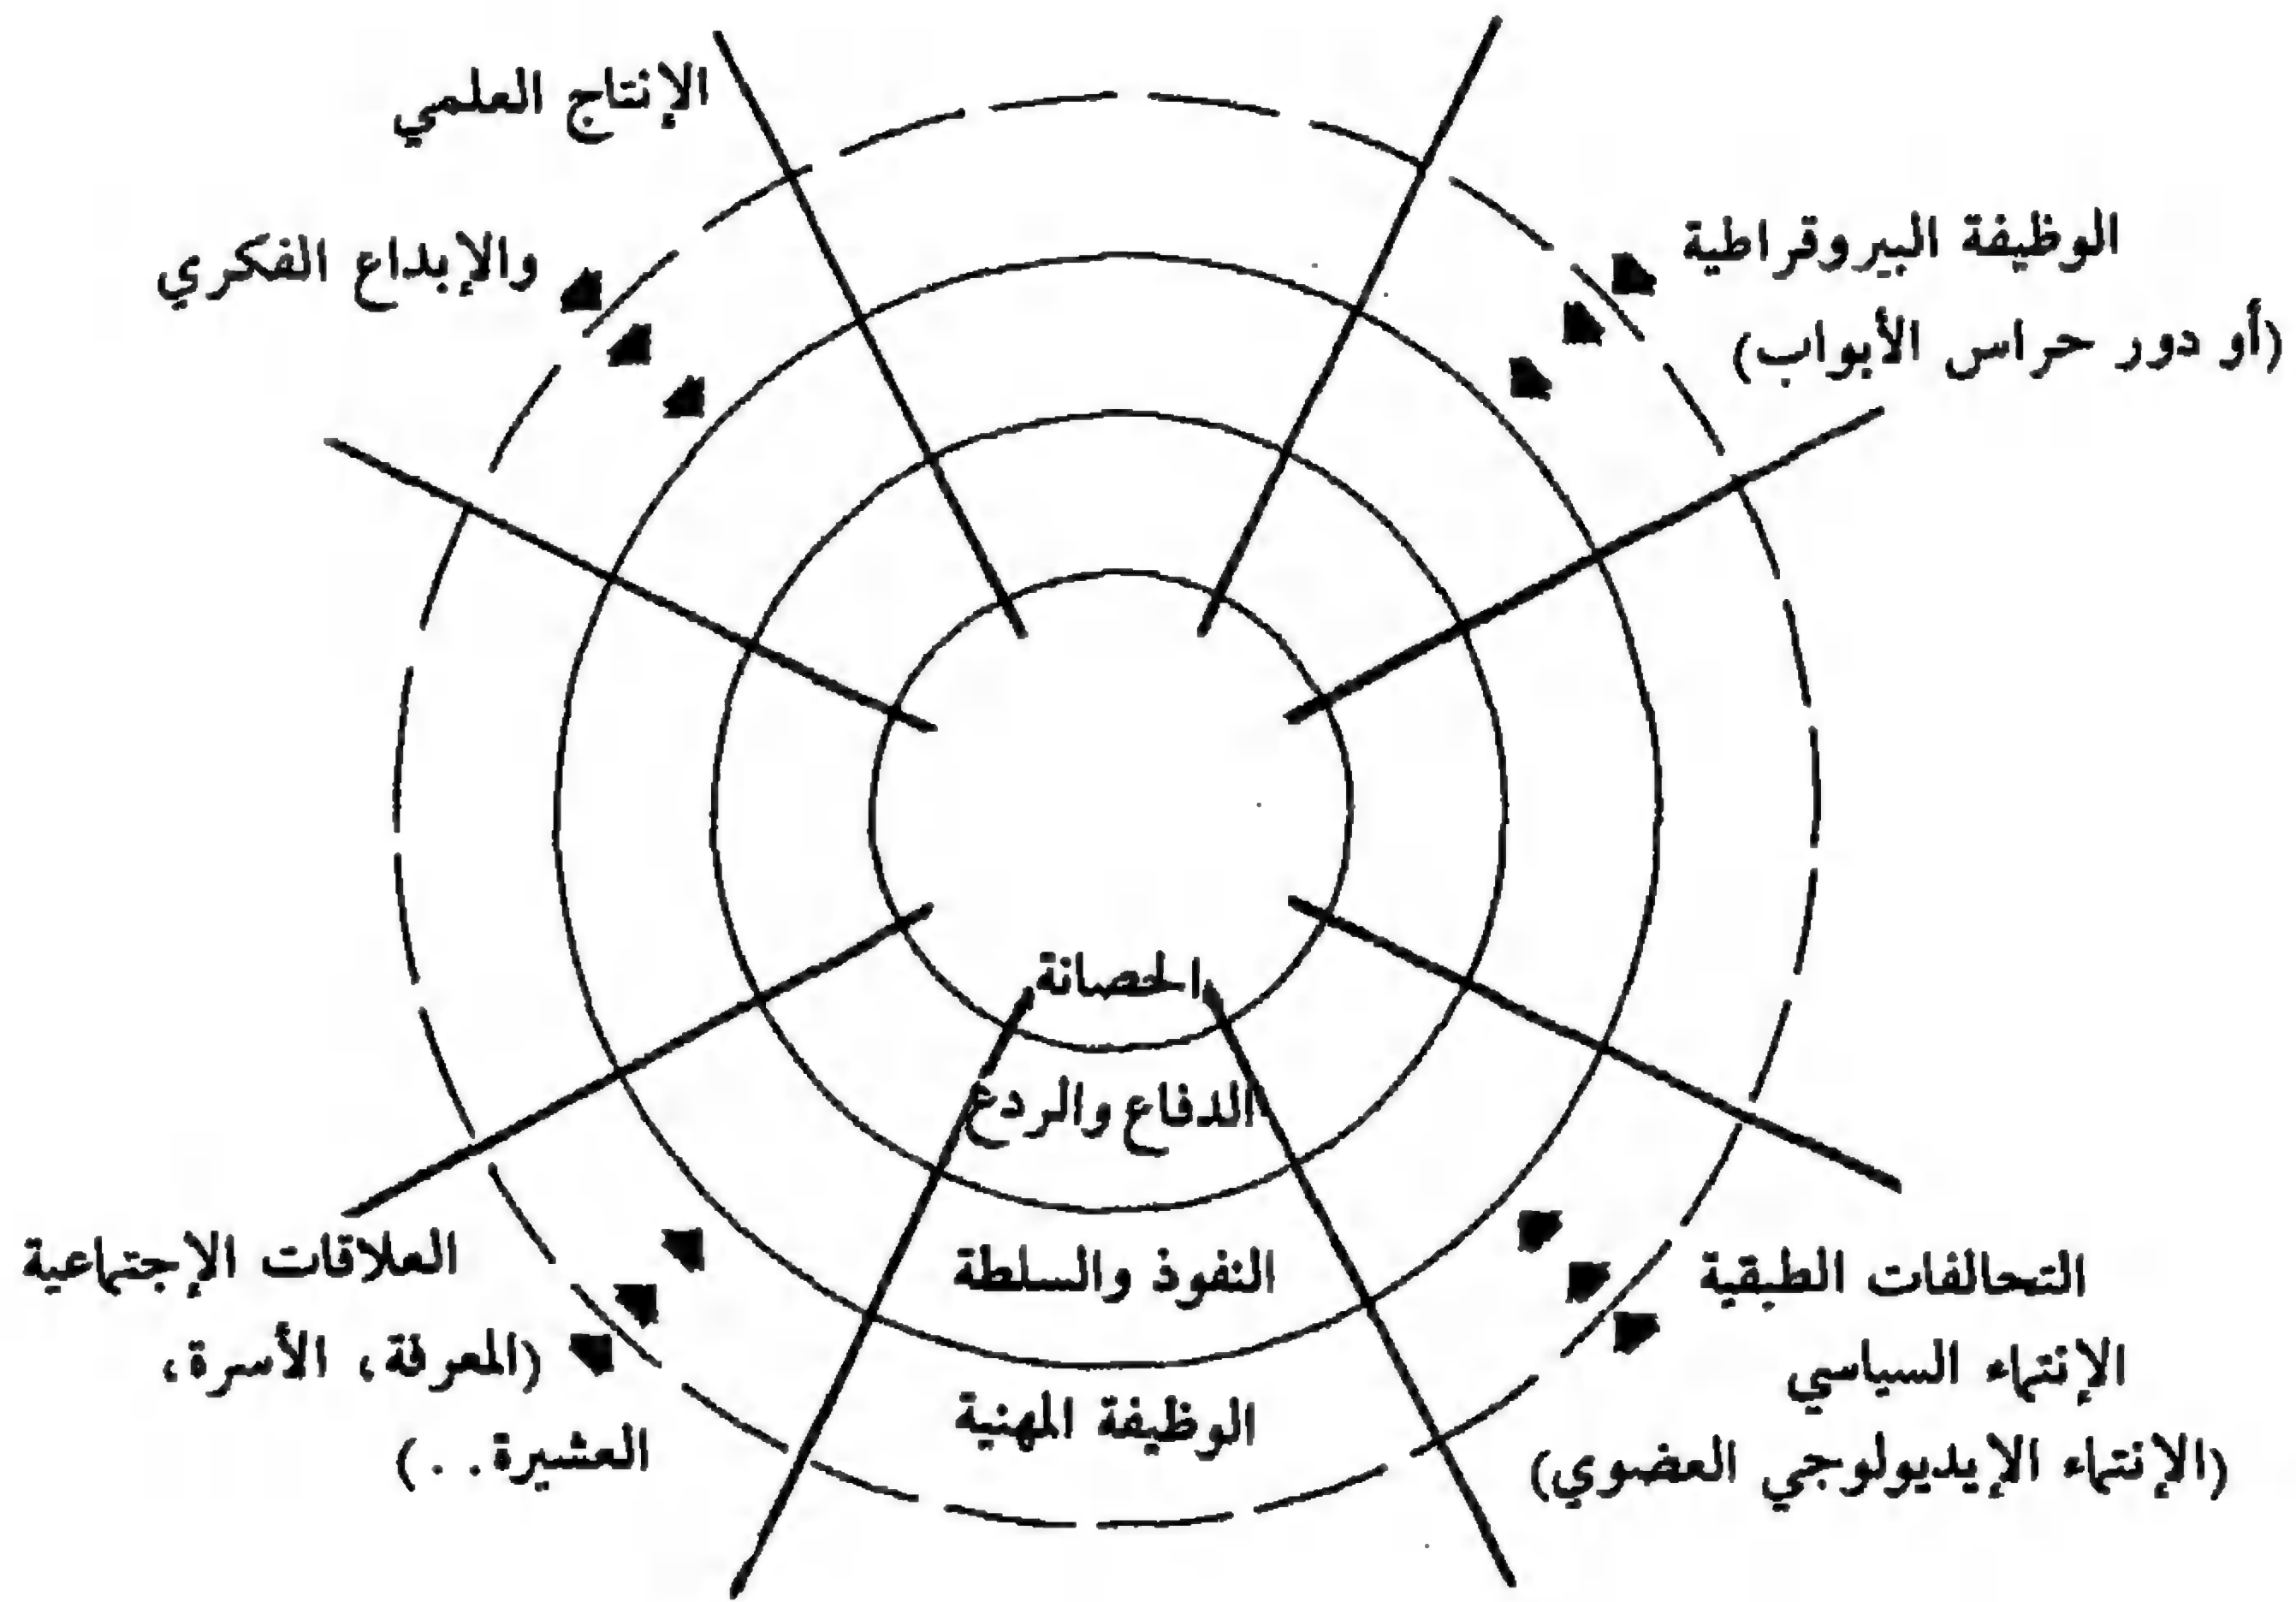 الإنتاج العلمي
والإبداع الفكري
الوظيفة البيروقراطية
(أو دور حراس الأبواب)
الحصانة
الدفاع والردع
النفوذ والسلطة
الوظيفة المهنية
التحالفات الطبقية
الإنتماء السياسي
(الإنتماء الإيديولوجي العضوي)
العلاقات الإجتماعية
(المعرفة، الأسرة،
العشيرة..)